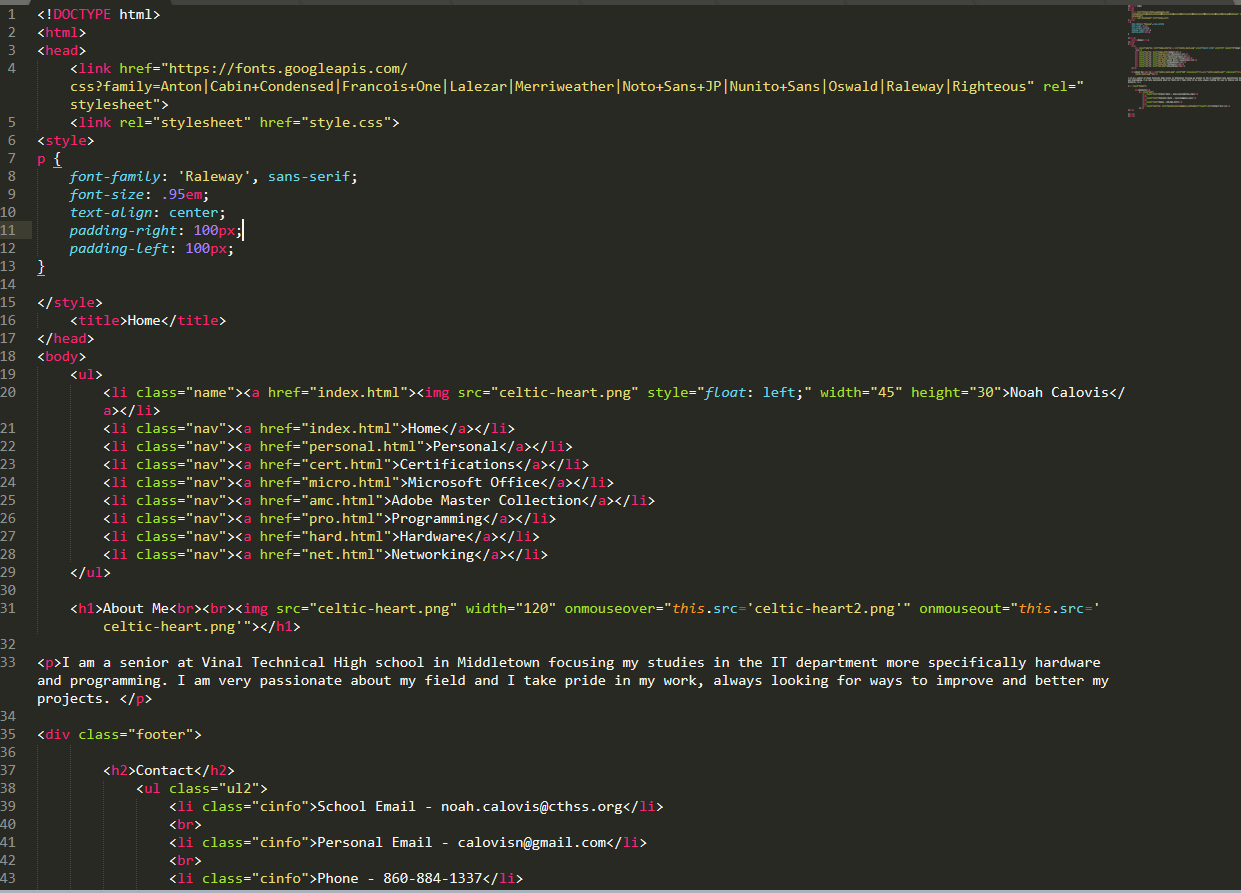 1 <!DOCTYPE html>
2 <html>
3 <head>
4 <link href="https://fonts.googleapis.com/
css?family=Anton|Cabin+Condensed|Francois+One|Lalezar|Merriweather|Noto+Sans+JP|Nunito+Sans|Oswald|Raleway|Righteous" rel="
stylesheet">
5 <link rel="stylesheet" href="style.css">
6 <style>
7 p {
8 font-family: 'Raleway', sans-serif;
9 font-size: .95em;
10 text-align: center;
11 padding-right: 100px;
12 padding-left: 100px;
13 }
14
15 </style>
16 <title>Home</title>
17 </head>
18 <body>
19 <ul>
20 <li class="name"><a href="index.html"><img src="celtic-heart.png" style="float: left;" width="45" height="30">Noah Calovis</
a></li>
21 <li class="nav"><a href="index.html">Home</a></li>
22 <li class="nav"><a href="personal.html">Personal</a></li>
23 <li class="nav"><a href="cert.html">Certifications</a></li>
24 <li class="nav"><a href="micro.html">Microsoft Office</a></li>
25 <li class="nav"><a href="amc.html">Adobe Master Collection</a></li>
26 <li class="nav"><a href="pro.html">Programming</a></li>
27 <li class="nav"><a href="hard.html">Hardware</a></li>
28 <li class="nav"><a href="net.html">Networking</a></li>
29 </ul>
30
31 <h1>About Me<br><br><img src="celtic-heart.png" width="120" onmouseover="this.src='celtic-heart2.png'" onmouseout="this.src='
celtic-heart.png'"></h1>
32
33 <p>I am a senior at Vinal Technical High school in Middletown focusing my studies in the IT department more specifically hardware
and programming. I am very passionate about my field and I take pride in my work, always looking for ways to improve and better my
projects. </p>
34
35 <div class="footer">
36
37 <h2>Contact</h2>
38 <ul class="ul2">
39 <li class="cinfo">School Email - noah.calovis@cthss.org</li>
40 <br>
41 <li class="cinfo">Personal Email - calovisn@gmail.com</li>
42 <br>
43 <li class="cinfo">Phone - 860-884-1337</li>